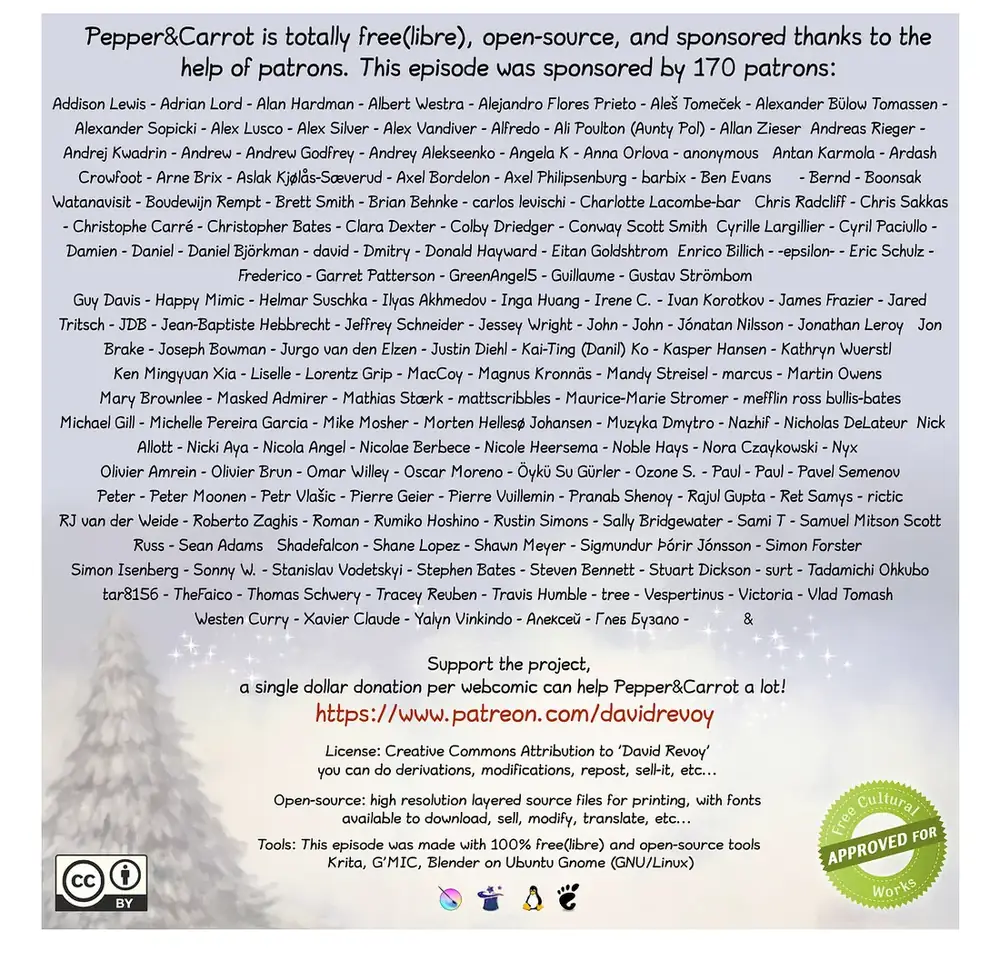 Pepper&Carrot is totally free(libre), open-source, and sponsored thanks to the
help of patrons. This episode was sponsored by 170 patrons:
Addison Lewis - Adrian Lord - Alan Hardman - Albert Westra - Alejandro Flores Prieto - Aleš Tomeček - Alexander Bülow Tomassen -
Alexander Sopicki - Alex Lusco - Alex Silver - Alex Vandiver - Alfredo - Ali Poulton (Aunty Pol) - Allan Zieser Andreas Rieger -
Andrej Kwadrin - Andrew - Andrew Godfrey - Andrey Alekseenko - Angela K - Anna Orlova - anonymous Antan Karmola - Ardash
Crowfoot - Arne Brix - Aslak Kjølås-Sæverud - Axel Bordelon - Axel Philipsenburg - barbix - Ben Evans - Bernd - Boonsak
Watanavisit - Boudewijn Rempt - Brett Smith - Brian Behnke - carlos levischi - Charlotte Lacombe-bar Chris Radcliff - Chris Sakkas
- Christophe Carré - Christopher Bates - Clara Dexter - Colby Driedger - Conway Scott Smith Cyrille Largillier - Cyril Paciullo -
Damien - Daniel - Daniel Björkman - david - Dmitry - Donald Hayward - Eitan Goldshtrom Enrico Billich - -epsilon- - Eric Schulz -
Frederico - Garret Patterson - GreenAngel5 - Guillaume - Gustav Strömbom
Guy Davis - Happy Mimic - Helmar Suschka - Ilyas Akhmedov - Inga Huang - Irene C. - Ivan Korotkov - James Frazier - Jared
Tritsch - JDB - Jean-Baptiste Hebbrecht - Jeffrey Schneider - Jessey Wright - John - John - Jónatan Nilsson - Jonathan Leroy Jon
Brake - Joseph Bowman - Jurgo van den Elzen - Justin Diehl - Kai-Ting (Danil) Ko - Kasper Hansen - Kathryn Wuerstl
Ken Mingyuan Xia - Liselle - Lorentz Grip - MacCoy - Magnus Kronnäs - Mandy Streisel - marcus - Martin Owens
Mary Brownlee - Masked Admirer - Mathias Stærk - mattscribbles - Maurice-Marie Stromer - mefflin ross bullis-bates
Michael Gill - Michelle Pereira Garcia - Mike Mosher - Morten Hellesø Johansen - Muzyka Dmytro - Nazhif - Nicholas DeLateur Nick
Allott - Nicki Aya - Nicola Angel - Nicolae Berbece - Nicole Heersema - Noble Hays - Nora Czaykowski - Nyx
Olivier Amrein - Olivier Brun - Omar Willey - Oscar Moreno - Öykü Su Gürler - Ozone S. - Paul - Paul - Pavel Semenov
Peter - Peter Moonen - Petr Vlašic - Pierre Geier - Pierre Vuillemin - Pranab Shenoy - Rajul Gupta - Ret Samys - rictic
RJ van der Weide - Roberto Zaghis - Roman - Rumiko Hoshino - Rustin Simons - Sally Bridgewater - Sami T - Samuel Mitson Scott
Russ - Sean Adams Shadefalcon - Shane Lopez - Shawn Meyer - Sigmundur Þórir Jónsson - Simon Forster
Simon Isenberg - Sonny W. - Stanislav Vodetskyi - Stephen Bates - Steven Bennett - Stuart Dickson - surt - Tadamichi Ohkubo
tar8156 - TheFaico - Thomas Schwery - Tracey Reuben - Travis Humble - tree - Vespertinus - Victoria - Vlad Tomash
Westen Curry - Xavier Claude - Yalyn Vinkindo - Алексей - Глеб Бузало - &
Support the project,
a single dollar donation per webcomic can help Pepper&Carrot a lot!
https://www.patreon.com/davidrevoy
License: Creative Commons Attribution to 'David Revoy'
you can do derivations, modifications, repost, sell-it, etc...
Open-source: high resolution layered source files for printing, with fonts
available to download, sell, modify, translate, etc...
Tools: This episode was made with 100% free(libre) and open-source tools
Krita, G'MIC, Blender on Ubuntu Gnome (GNU/Linux)
cc
BY
Free Cultural
APPROVED FOR
Works